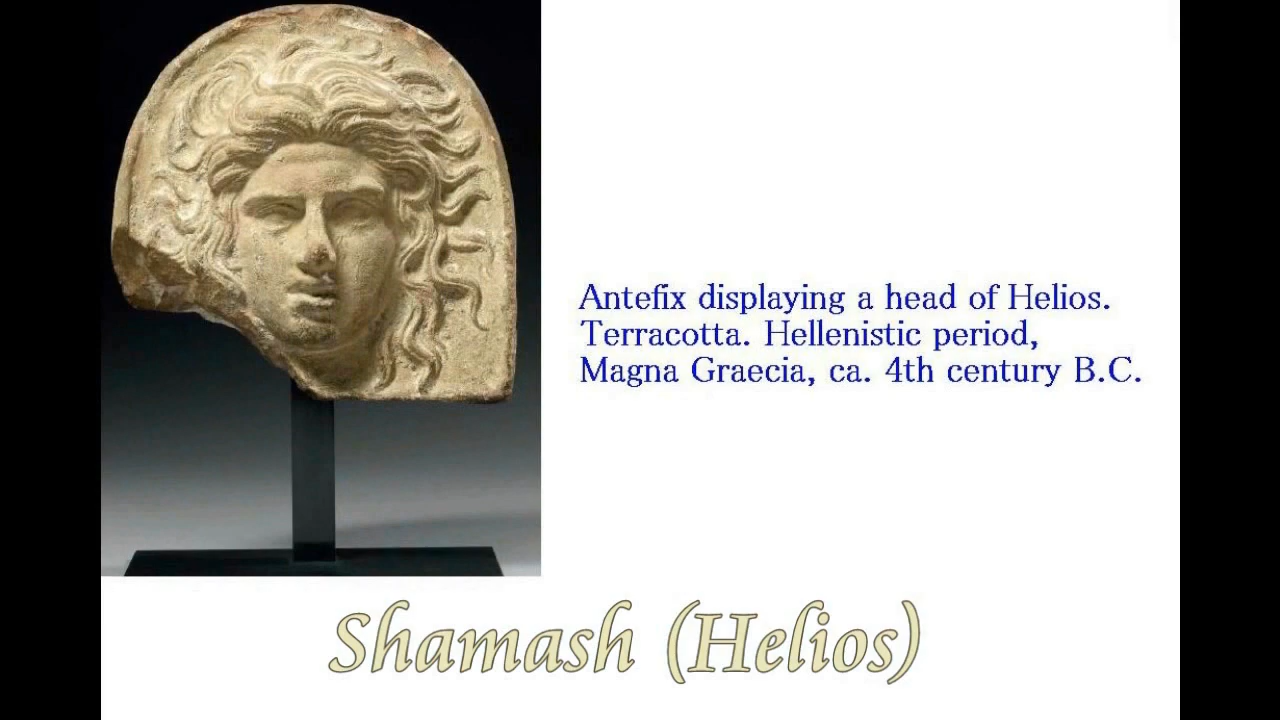 Antefix displaying a head of Helios.
Terracotta. Hellenistic period,
Magna Graecia, ca. 4th century B.C.
Shamash (Helios)